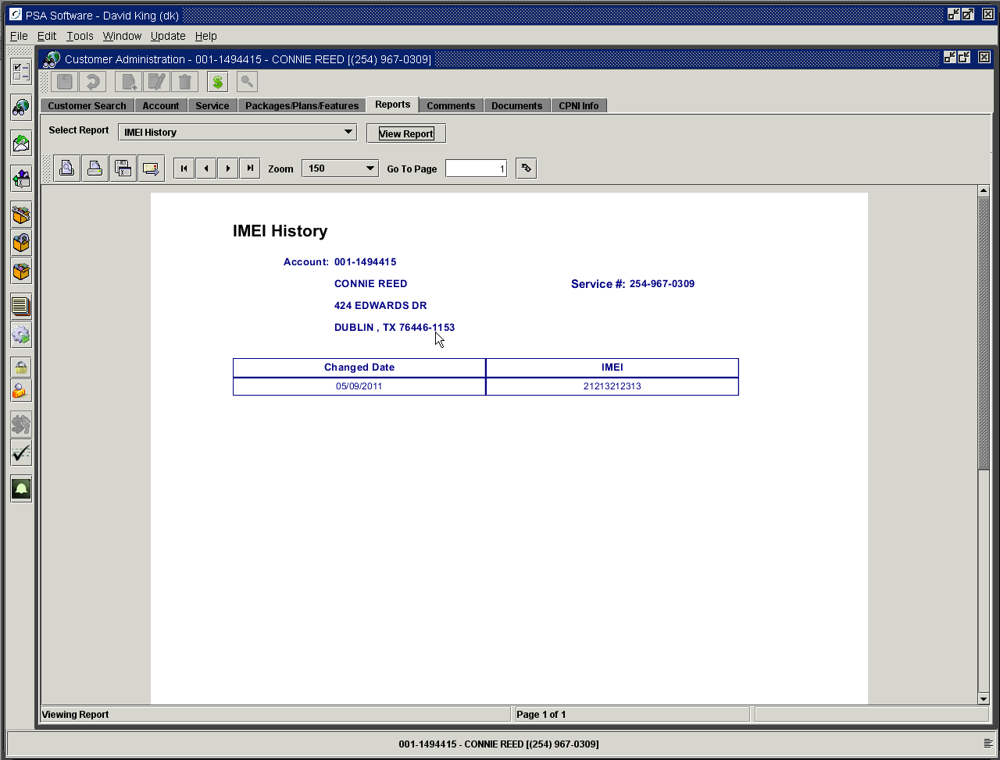 PSA Software - David King (dk)
File Edit Tools Window Update Help
Customer Administration - 001-1494415 - CONNIE REED [(254) 967-0309]
Customer Search Account Service Packages/Plans/Features Reports Comments Documents CPNI Info
Select Report IMEI History View Report
Zoom 150 Go To Page 1
IMEI History
Account: 001-1494415
CONNIE REED Service #: 254-967-0309
424 EDWARDS DR
DUBLIN , TX 76446-1153
Changed Date IMEI
05/09/2011 21213212313
Viewing Report Page 1 of 1
001-1494415 - CONNIE REED [(254) 967-0309]